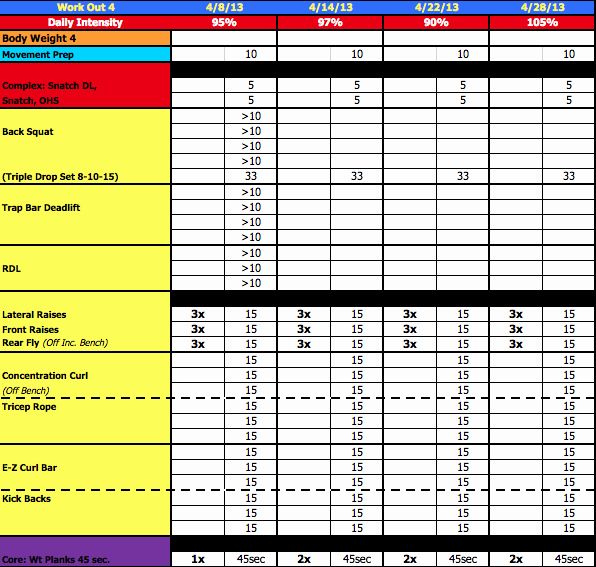 Work Out 4 4/8/13 4/14/13 4/22/13 4/28/13
Daily Intensity 95% 97% 90% 105%
Body Weight 4
Movement Prep 10 10 10 10
Complex: Snatch DL, 5 5 5 5
Snatch, OHS 5 5 5 5
>10
Back Squat >10
>10
>10
(Triple Drop Set 8-10-15) 33 33 33 33
>10
Trap Bar Deadlift >10
>10
>10
>10
RDL >10
>10
Lateral Raises 3x 15 3x 15 3x 15 3x 15
Front Raises 3x 15 3x 15 3x 15 3x 15
Rear Fly (Off Inc. Bench) 3x 15 3x 15 3x 15 3x 15
15 15 15 15
Concentration Curl 15 15 15 15
(Off Bench) 15 15 15 15
Tricep Rope 15 15 15 15
15 15 15 15
15 15 15 15
15 15 15 15
E-Z Curl Bar 15 15 15 15
15 15 15 15
Kick Backs 15 15 15 15
15 15 15 15
15 15 15 15
Core: Wt Planks 45 sec. 1x 45sec 2x 45sec 2x 45sec 2x 45sec